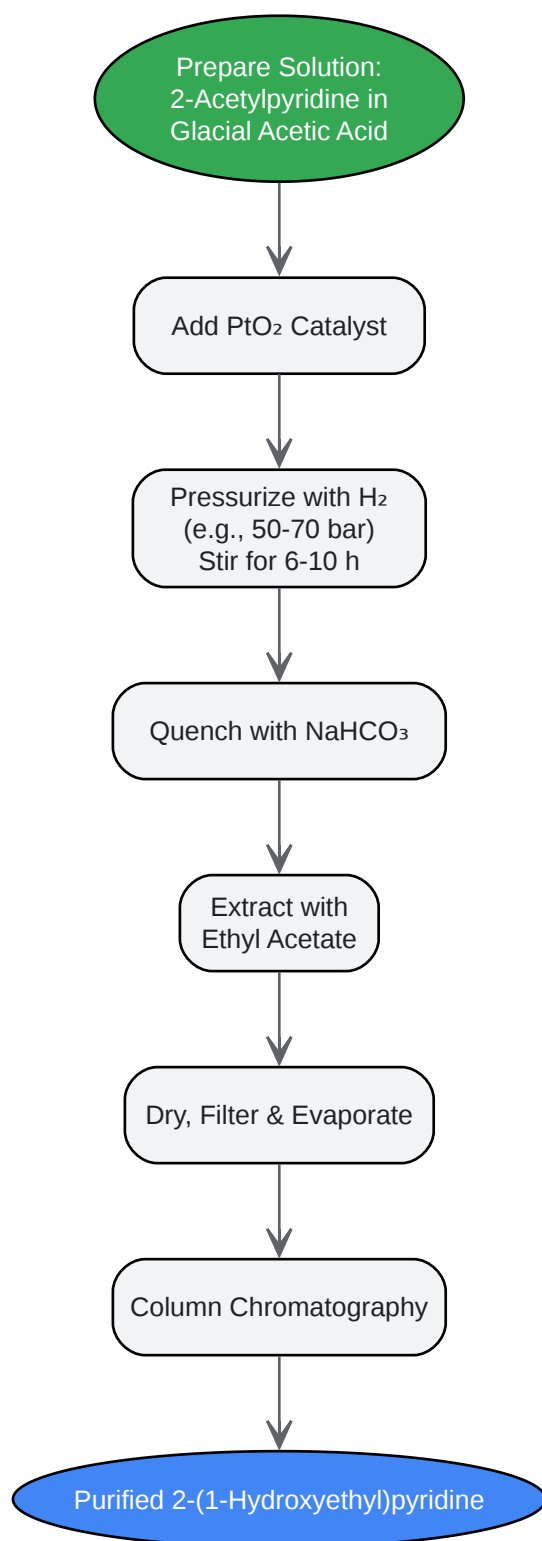 Prepare Solution:
2-Acetylpyridine in
Glacial Acetic Acid
Add PtO₂ Catalyst
Pressurize with H₂
(e.g., 50-70 bar)
Stir for 6-10 h
Quench with NaHCO₃
Extract with
Ethyl Acetate
Dry, Filter & Evaporate
Column Chromatography
Purified 2-(1-Hydroxyethyl)pyridine